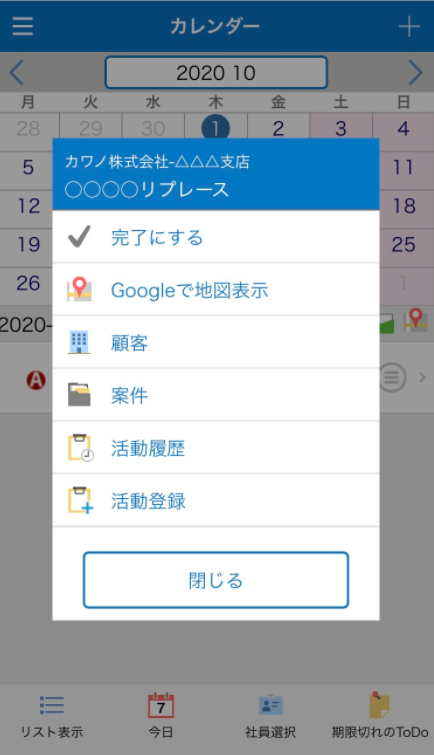 カレンダー
2020 10
月 火 水 木 金 土 日
28 29 30 1 2 3 4
5 11
12 18
19 25
26 1
カワノ株式会社-△△△支店
○○○○リプレース
完了にする
Googleで地図表示
顧客
2020-
案件
A
活動履歴
活動登録
閉じる
7
リスト表示 今日 社員選択 期限切れのToDo